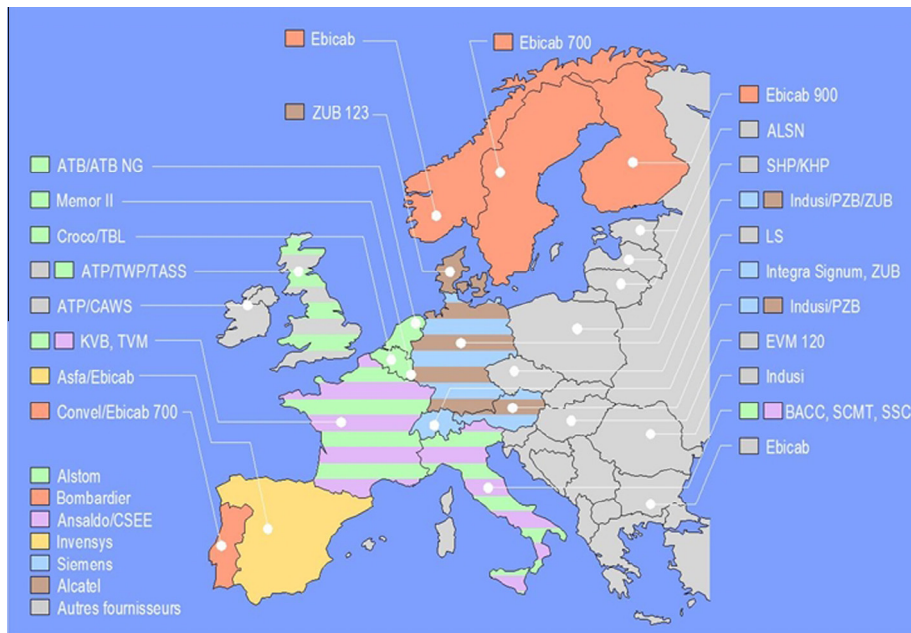 Ebicab
Ebicab 700
ZUB 123
ATB/ATB NG
Memor II
Croco/TBL
ATP/TWP/TASS
ATP/CAWS
KVB, TVM
Asfa/Ebicab
Convel/Ebicab 700
Ebicab 900
ALSN
SHP/KHP
Indusi/PZB/ZUB
LS
Integra Signum, ZUB
Indusi/PZB
EVM 120
Indusi
BACC, SCMT, SSC
Ebicab
Alstom
Bombardier
Ansaldo/CSEE
Invensys
Siemens
Alcatel
Autres fournisseurs